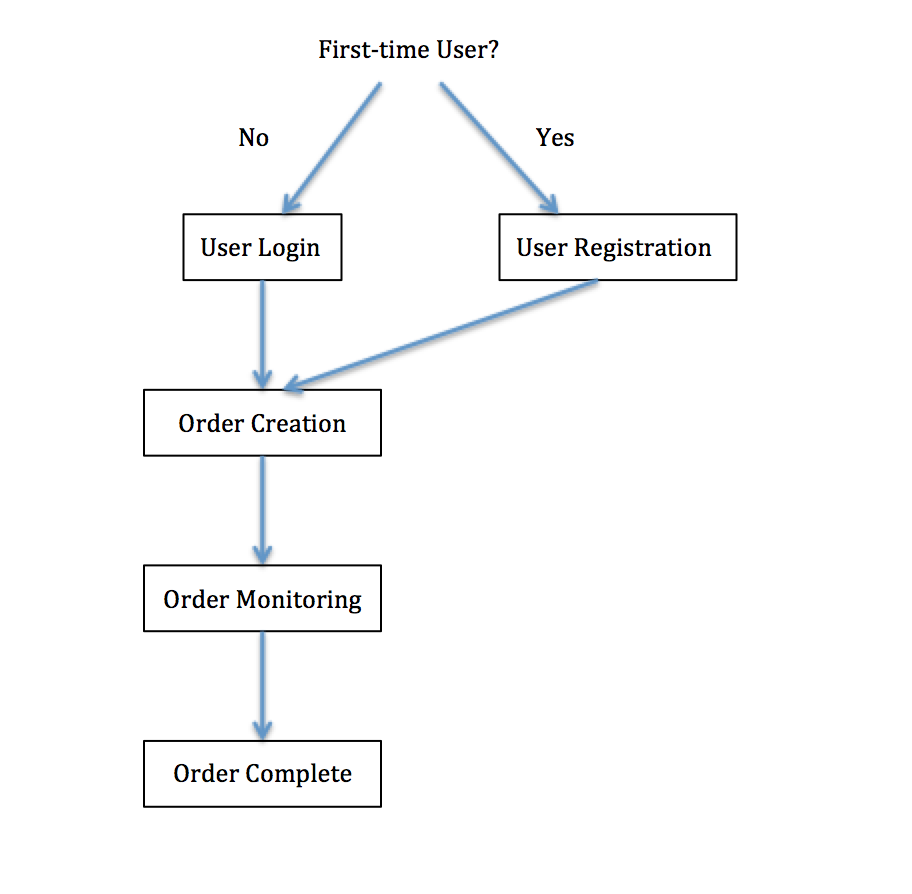 First-time User?
No
Yes
User Login
User Registration
Order Creation
Order Monitoring
Order Complete